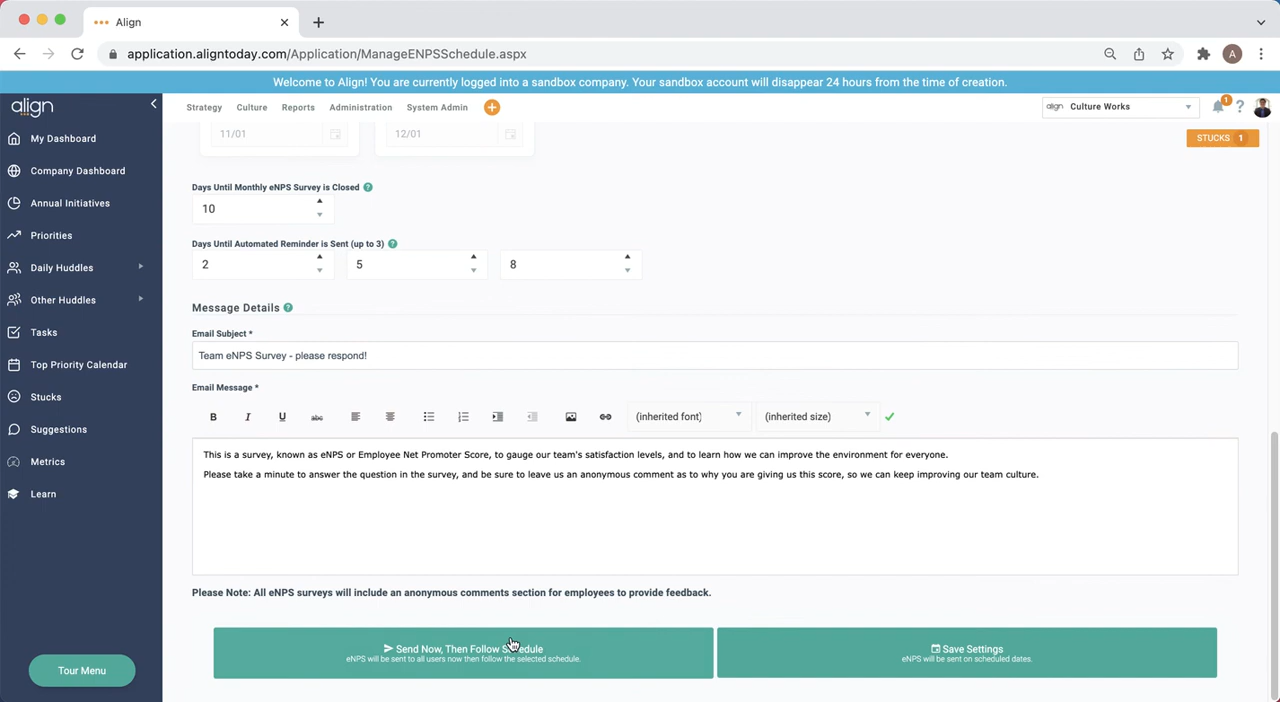 Align
application.aligntoday.com/Application/ManageENPSSchedule.aspx
A
Welcome to Align! You are currently logged into a sandbox company. Your sandbox account will disappear 24 hours from the time of creation.
align
Strategy Culture Reports Administration System Admin
align Culture Works
1
?
STUCKS 1
My Dashboard
Company Dashboard
Annual Initiatives
Priorities
Daily Huddles
Other Huddles
Tasks
Top Priority Calendar
Stucks
Suggestions
Metrics
Learn
Tour Menu
11/01 12/01
Days Until Monthly eNPS Survey is Closed ?
10
Days Until Automated Reminder is Sent (up to 3) ?
2 5 8
Message Details ?
Email Subject *
Team eNPS Survey - please respond!
Email Message *
B I U abc (inherited font) (inherited size)
This is a survey, known as eNPS or Employee Net Promoter Score, to gauge our team's satisfaction levels, and to learn how we can improve the environment for everyone.
Please take a minute to answer the question in the survey, and be sure to leave us an anonymous comment as to why you are giving us this score, so we can keep improving our team culture.
Please Note: All eNPS surveys will include an anonymous comments section for employees to provide feedback.
Send Now, Then Follow Schedule
eNPS will be sent to all users now then follow the selected schedule.
Save Settings
eNPS will be sent on scheduled dates.